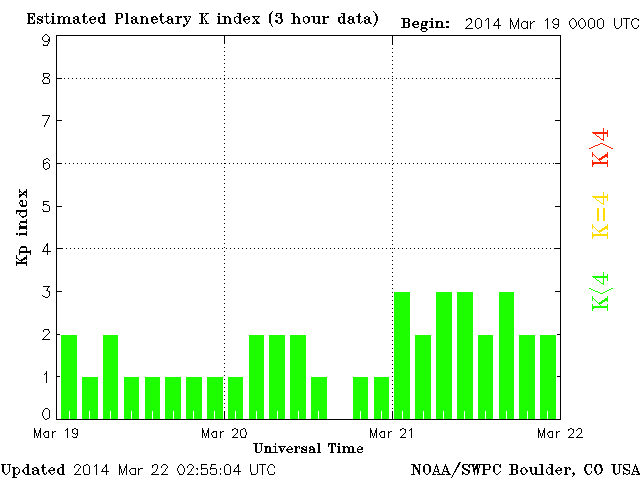 Estimated Planetary K index (3 hour data)
Begin: 2014 Mar 19 0000 UTC
9
8
7
6
5
4
3
2
1
0
Kp index
K>4
K=4
K<4
Mar 19
Mar 20
Mar 21
Mar 22
Universal Time
Updated 2014 Mar 22 02:55:04 UTC
NOAA/SWPC Boulder, CO USA